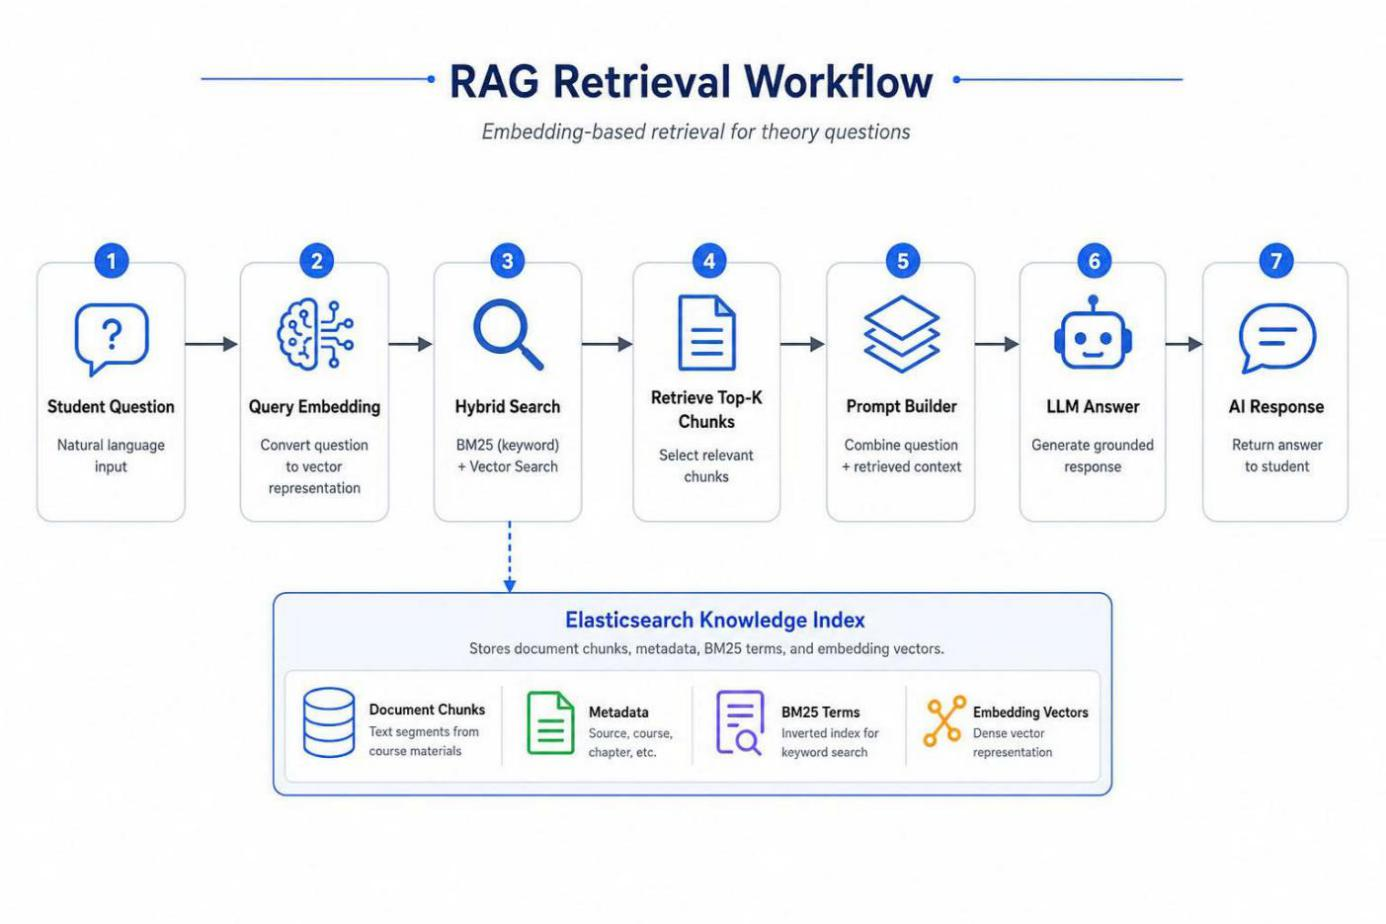 RAG Retrieval Workflow
Embedding-based retrieval for theory questions
1
Student Question
Natural language
input
2
Query Embedding
Convert question
to vector
representation
3
Hybrid Search
BM25 (keyword)
+ Vector Search
4
Retrieve Top-K
Chunks
Select relevant
chunks
5
Prompt Builder
Combine question
+ retrieved context
6
LLM Answer
Generate grounded
response
7
AI Response
Return answer
to student
Elasticsearch Knowledge Index
Stores document chunks, metadata, BM25 terms, and embedding vectors.
Document Chunks
Text segments from
course materials
Metadata
Source, course,
chapter, etc.
BM25 Terms
Inverted index for
keyword search
Embedding Vectors
Dense vector
representation